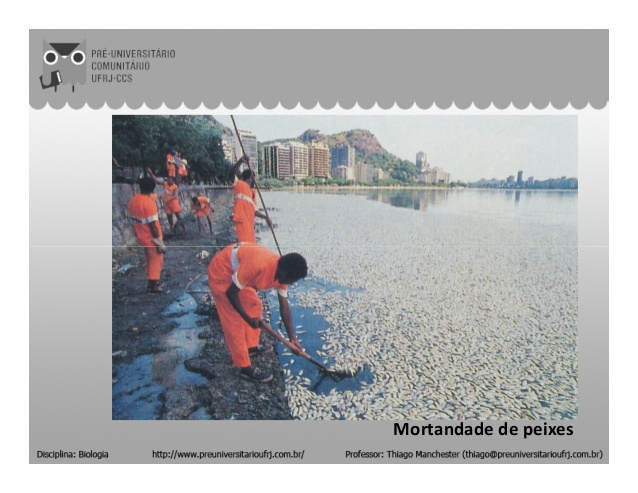 PRÉ-UNIVERSITÁRIO
COMUNITÁRIO
UFRJ-CCS
Mortandade de peixes
Disciplina: Biologia http://www.preuniversitarioufrj.com.br/ Professor: Thiago Manchester (thiago@preuniversitarioufrj.com.br)